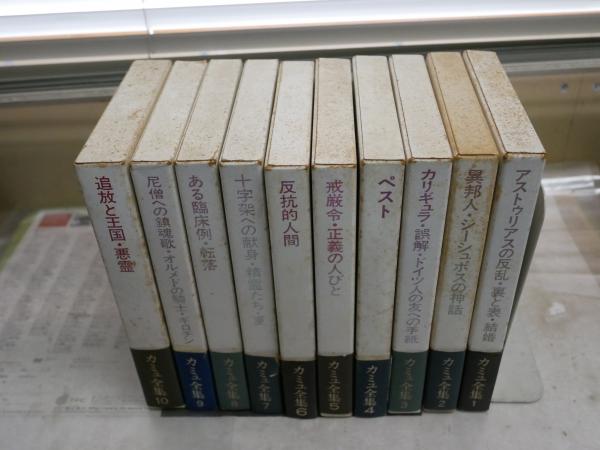 追放と王国・悪霊
カミュ全集10
尼僧への鎮魂歌・オルメドの騎士・ギロチン
カミュ全集9
ある臨床例・転落
カミュ全集8
十字架への献身・精霊たち・夏
カミュ全集7
反抗的人間
カミュ全集6
戒厳令・正義の人びと
カミュ全集5
ペスト
カミュ全集4
カリギュラ・誤解・ドイツ人の友への手紙
カミュ全集3
異邦人・シーシュポスの神話
カミュ全集2
アストゥリアスの反乱・裏と表・結婚
カミュ全集1